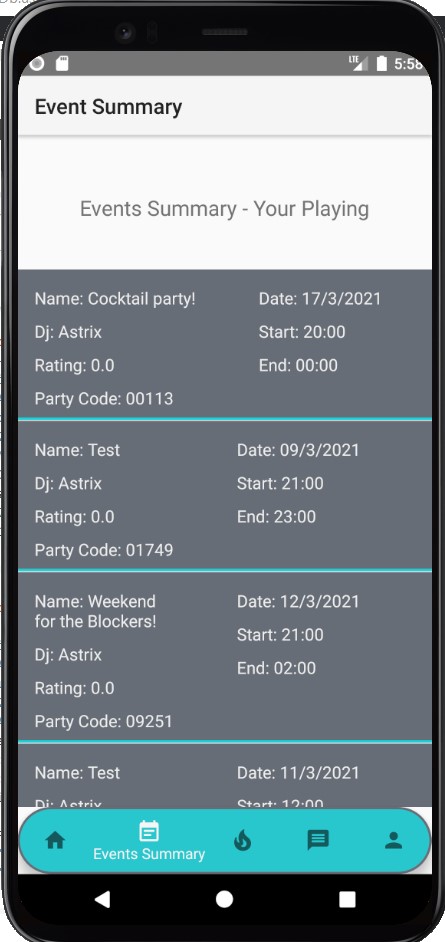 LTE 5:58
Event Summary
Events Summary - Your Playing
Name: Cocktail party! Date: 17/3/2021
Dj: Astrix Start: 20:00
Rating: 0.0 End: 00:00
Party Code: 00113
Name: Test Date: 09/3/2021
Dj: Astrix Start: 21:00
Rating: 0.0 End: 23:00
Party Code: 01749
Name: Weekend Date: 12/3/2021
for the Blockers! Start: 21:00
Dj: Astrix End: 02:00
Rating: 0.0
Party Code: 09251
Name: Test Date: 11/3/2021
Dj: Astrix Start: 12:00
Events Summary